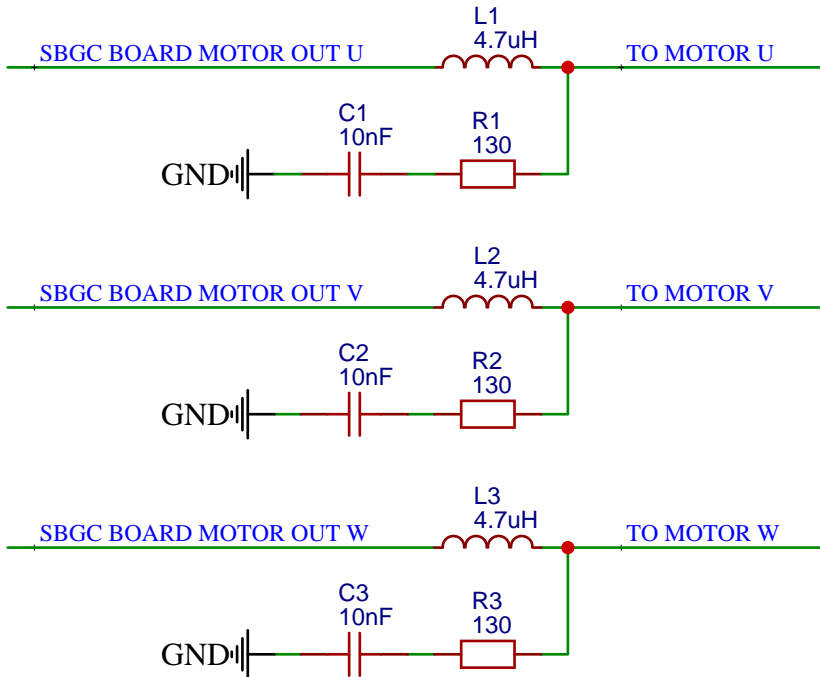 L1
4.7uH
SBGC BOARD MOTOR OUT U
TO MOTOR U
C1
10nF
R1
130
GND
L2
4.7uH
SBGC BOARD MOTOR OUT V
TO MOTOR V
C2
10nF
R2
130
GND
L3
4.7uH
SBGC BOARD MOTOR OUT W
TO MOTOR W
C3
10nF
R3
130
GND